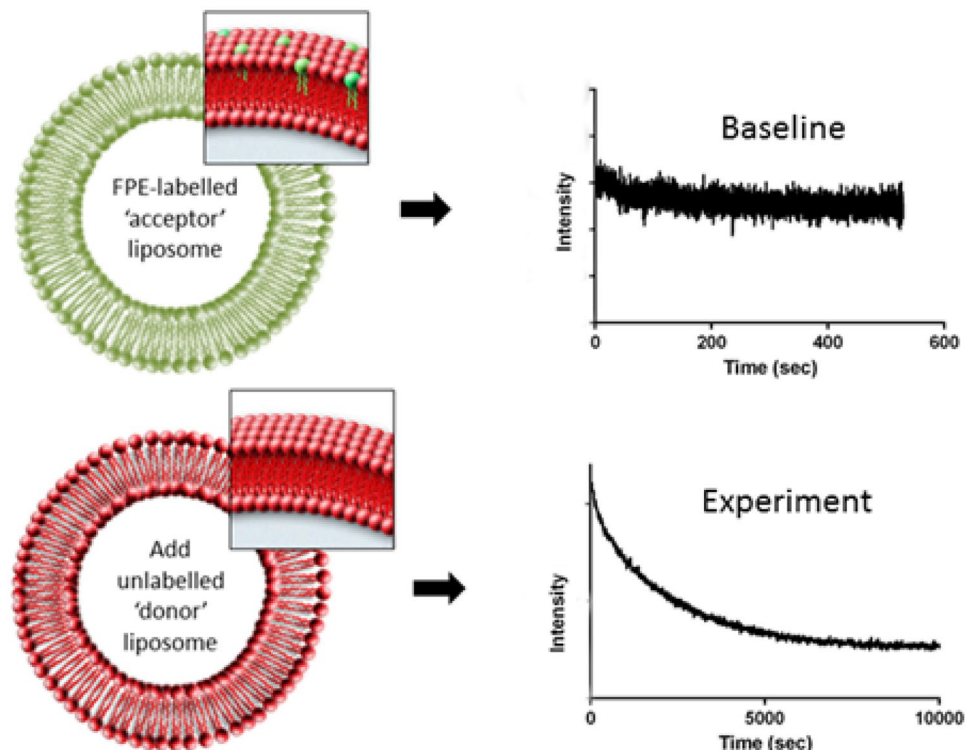 FPE-labelled
'acceptor'
liposome
Baseline
Intensity
0
200
400
600
Time (sec)
Add
unlabelled
'donor'
liposome
Experiment
Intensity
0
5000
10000
Time (sec)